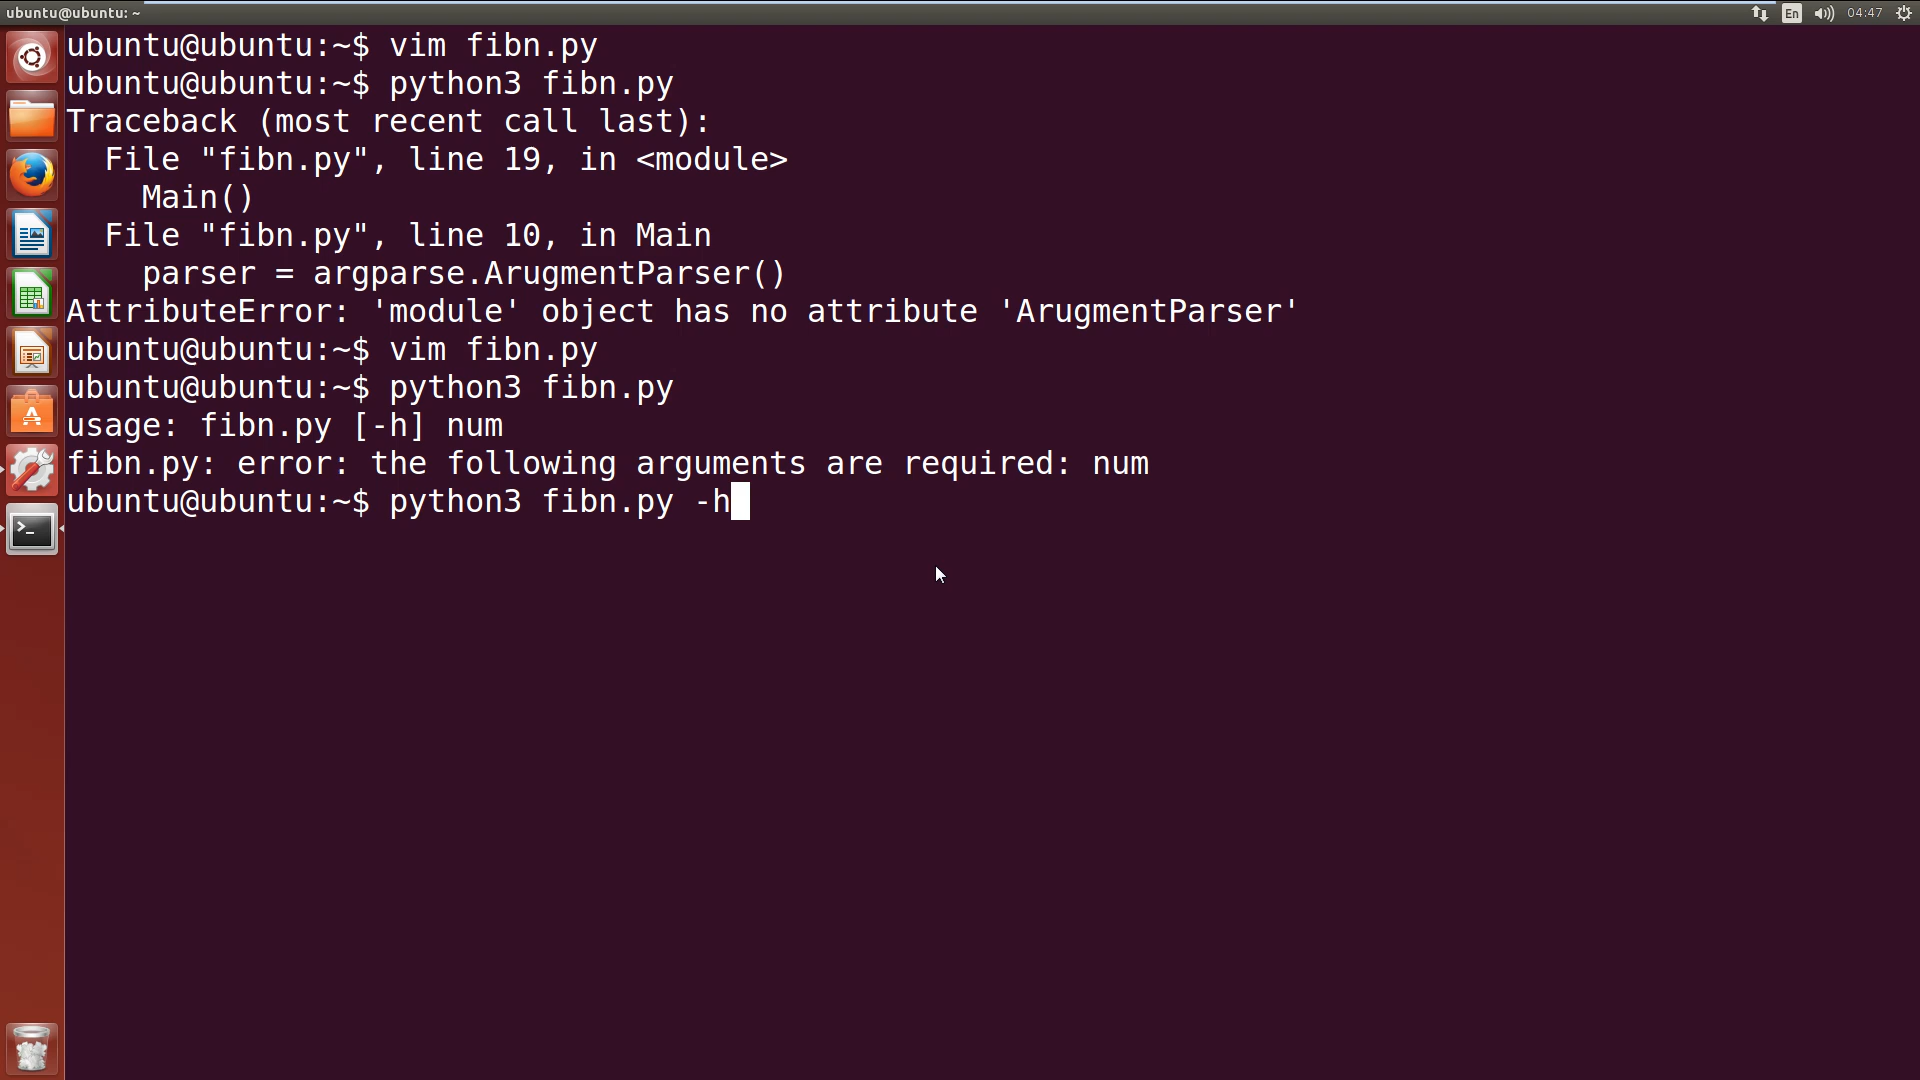 ubuntu@ubuntu: ~
En
04:47
ubuntu@ubuntu:~$ vim fibn.py
ubuntu@ubuntu:~$ python3 fibn.py
Traceback (most recent call last):
  File "fibn.py", line 19, in <module>
    Main()
  File "fibn.py", line 10, in Main
    parser = argparse.ArugmentParser()
AttributeError: 'module' object has no attribute 'ArugmentParser'
ubuntu@ubuntu:~$ vim fibn.py
ubuntu@ubuntu:~$ python3 fibn.py
usage: fibn.py [-h] num
fibn.py: error: the following arguments are required: num
ubuntu@ubuntu:~$ python3 fibn.py -h